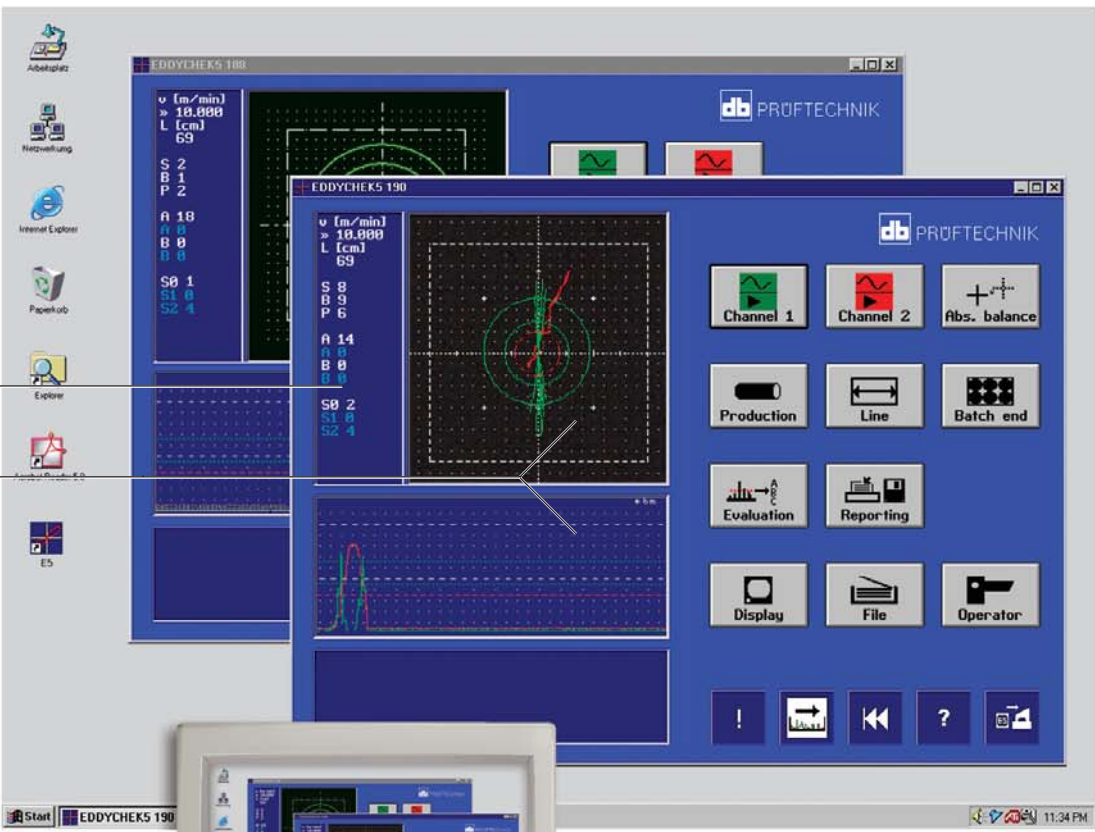 Arbeitsplatz
Netzwerkumg.
Internet Explorer
Papierkorb
Explorer
E5
EDDYCHEK5 180
v [m/min]
» 10.000
L [cm]
69
S 2
B 1
P 2
A 18
A 0
B 0
B 0
S0 1
S1 0
S2 4
db PRÜFTECHNIK
EDDYCHEK5 190
v [m/min]
» 10.000
L [cm]
69
S 8
B 9
P 6
A 14
A 0
B 0
B 0
S0 2
S1 0
S2 4
db PRÜFTECHNIK
Channel 1
Channel 2
Abs. balance
Production
Line
Batch end
A
B
C
Evaluation
Reporting
Display
File
Operator
!
?
E5
Start
EDDYCHEK5 190
11:34 PM